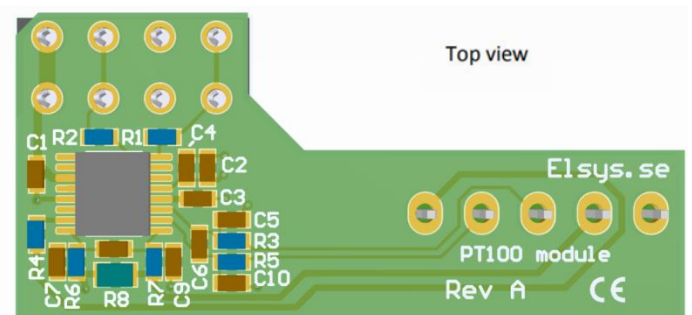 Top view
C1
R2
R1
C4
C2
C3
Elsys.se
C5
R3
R5
C10
R4
C7
R6
R8
R7
C9
C6
PT100 module
Rev A
CE